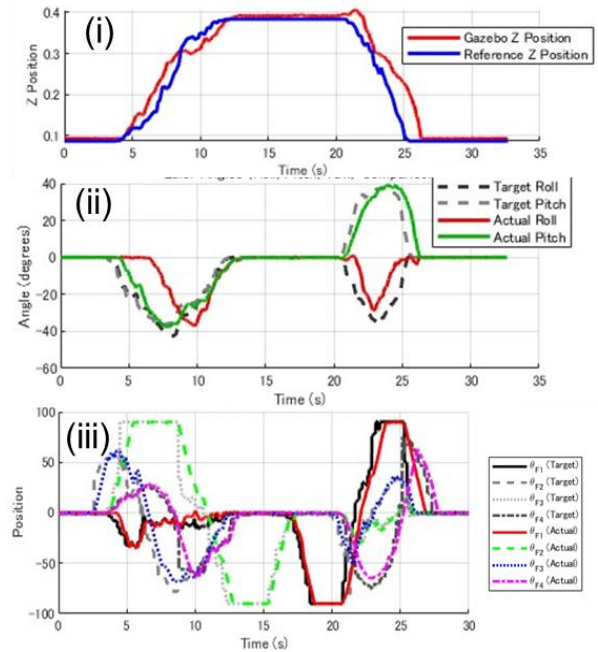 (i)
0.4
0.3
0.2
0.1
Z Position
Gazebo Z Position
Reference Z Position
0 5 10 15 20 25 30 35
Time (s)
(ii)
40
20
0
-20
-40
-60
Angle (degrees)
Target Roll
Target Pitch
Actual Roll
Actual Pitch
0 5 10 15 20 25 30 35
Time (s)
(iii)
100
50
0
-50
-100
Position
θF1 (Target)
θF2 (Target)
θF3 (Target)
θF4 (Target)
θF1 (Actual)
θF2 (Actual)
θF3 (Actual)
θF4 (Actual)
0 5 10 15 20 25 30
Time (s)